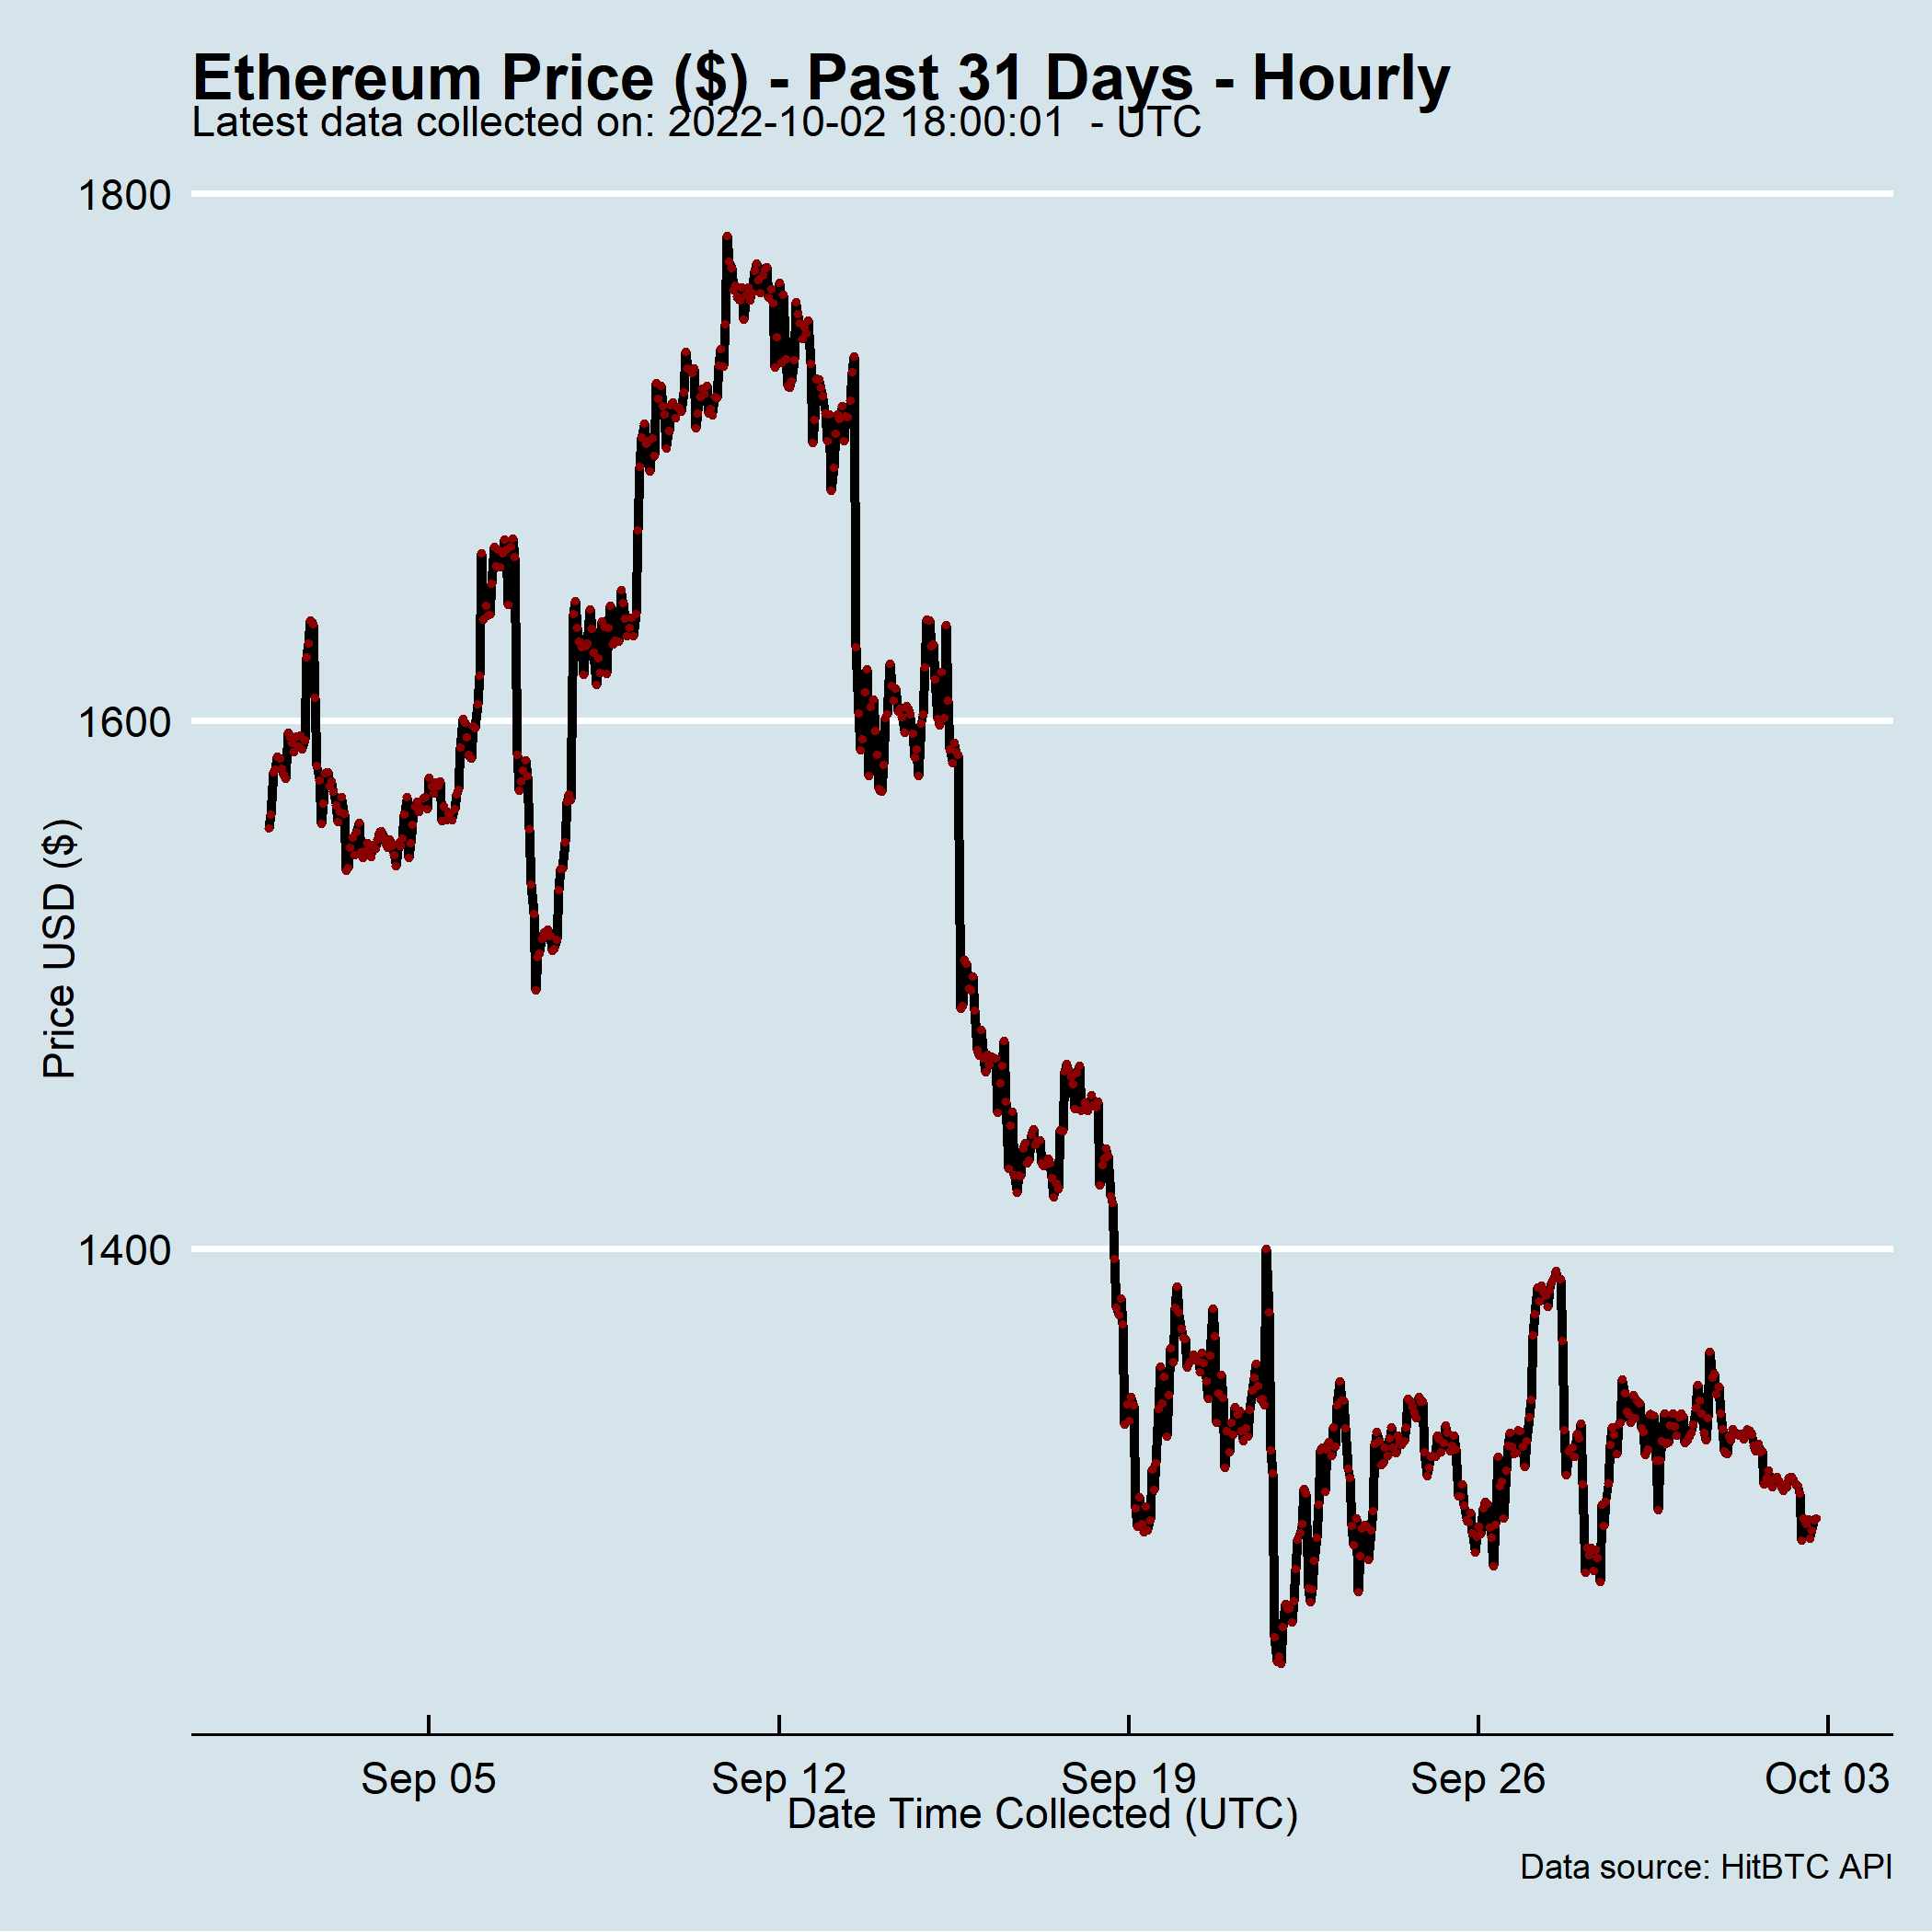 Ethereum Price ($) - Past 31 Days - Hourly
Latest data collected on: 2022-10-02 18:00:01  - UTC
1800
1600
1400
Price USD ($)
Sep 05
Sep 12
Sep 19
Sep 26
Oct 03
Date Time Collected (UTC)
Data source: HitBTC API